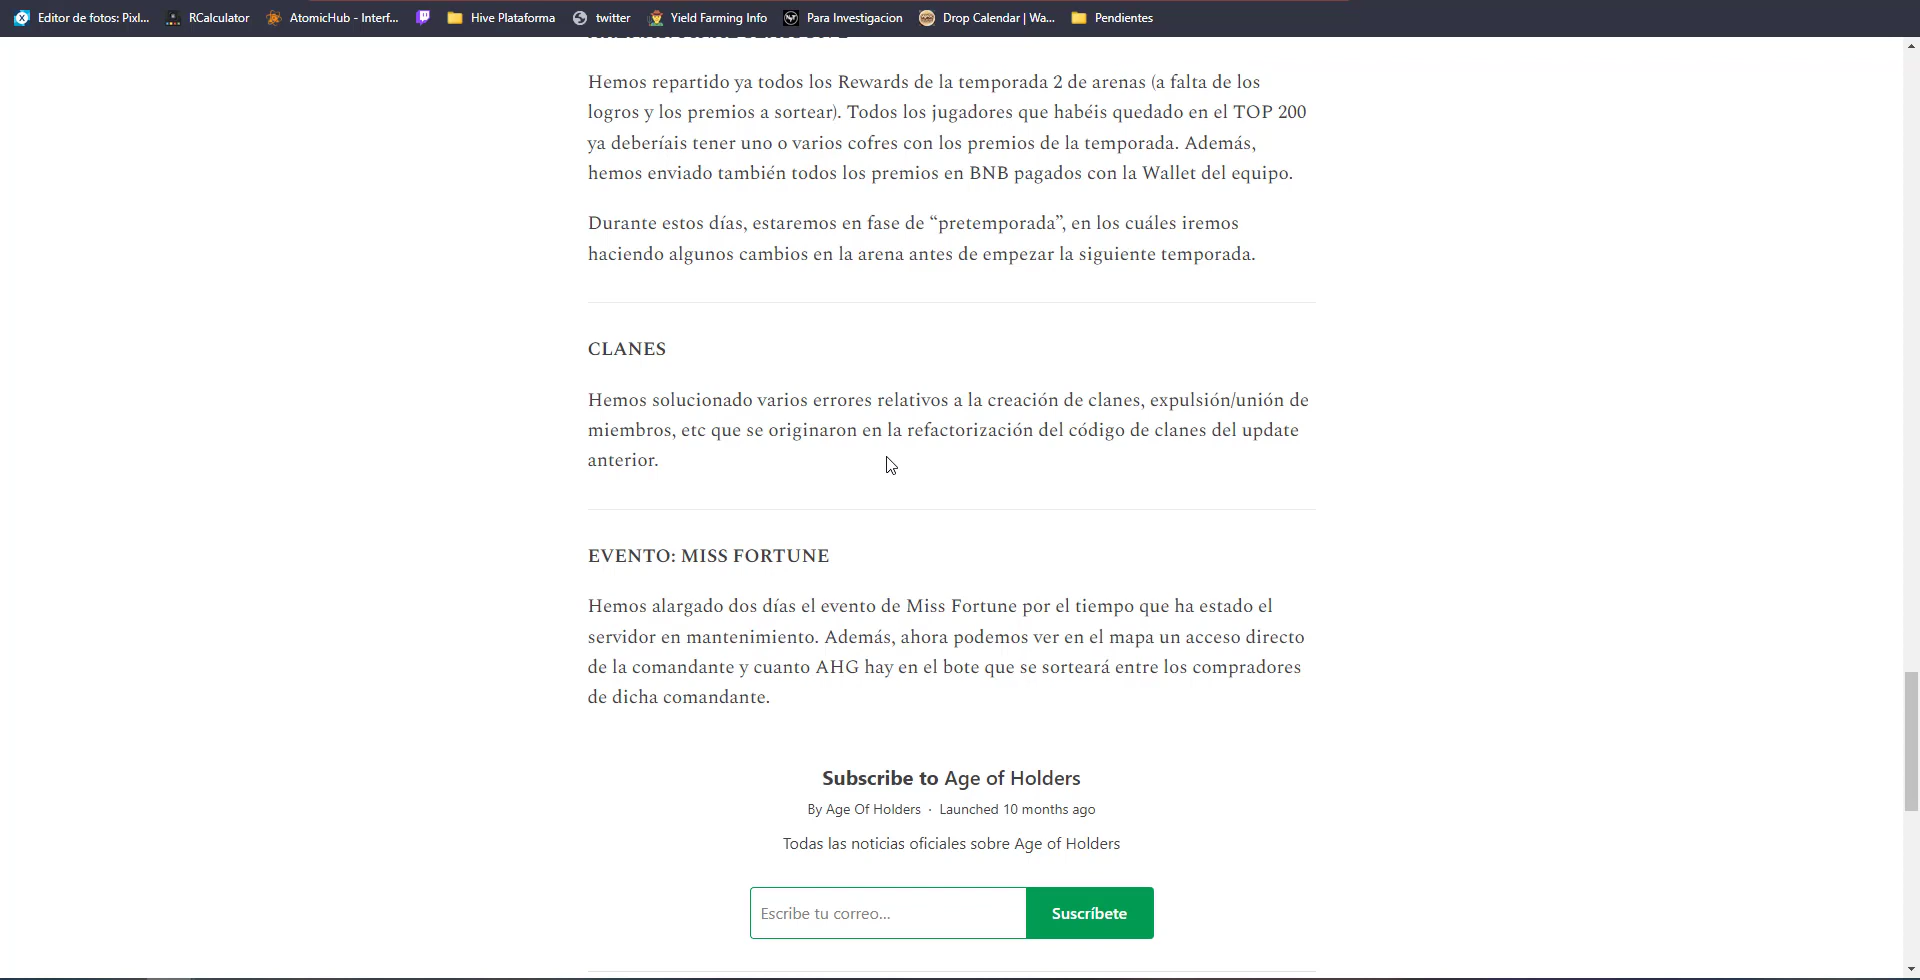 Editor de fotos: Pixl... RCalculator AtomicHub - Interf... Hive Plataforma twitter Yield Farming Info Para Investigacion Drop Calendar | Wa... Pendientes
Hemos repartido ya todos los Rewards de la temporada 2 de arenas (a falta de los
logros y los premios a sortear). Todos los jugadores que habéis quedado en el TOP 200
ya deberíais tener uno o varios cofres con los premios de la temporada. Además,
hemos enviado también todos los premios en BNB pagados con la Wallet del equipo.
Durante estos días, estaremos en fase de “pretemporada”, en los cuáles iremos
haciendo algunos cambios en la arena antes de empezar la siguiente temporada.
CLANES
Hemos solucionado varios errores relativos a la creación de clanes, expulsión/unión de
miembros, etc que se originaron en la refactorización del código de clanes del update
anterior.
EVENTO: MISS FORTUNE
Hemos alargado dos días el evento de Miss Fortune por el tiempo que ha estado el
servidor en mantenimiento. Además, ahora podemos ver en el mapa un acceso directo
de la comandante y cuanto AHG hay en el bote que se sorteará entre los compradores
de dicha comandante.
Subscribe to Age of Holders
By Age Of Holders · Launched 10 months ago
Todas las noticias oficiales sobre Age of Holders
Escribe tu correo... Suscríbete